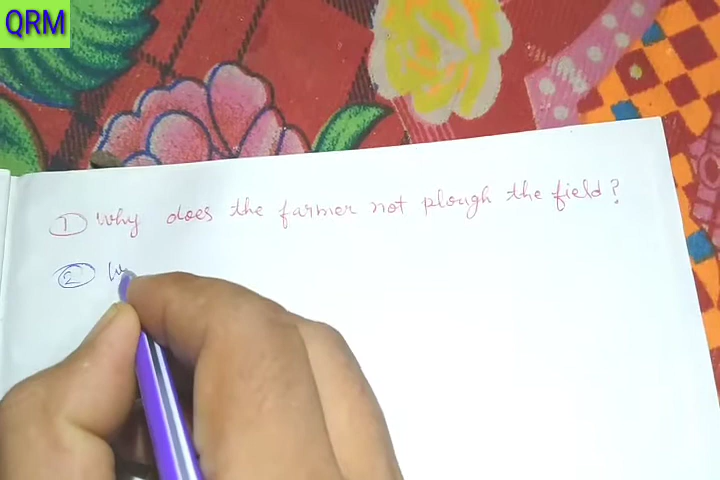 QRM
① Why does the farmer not plough the field?
②